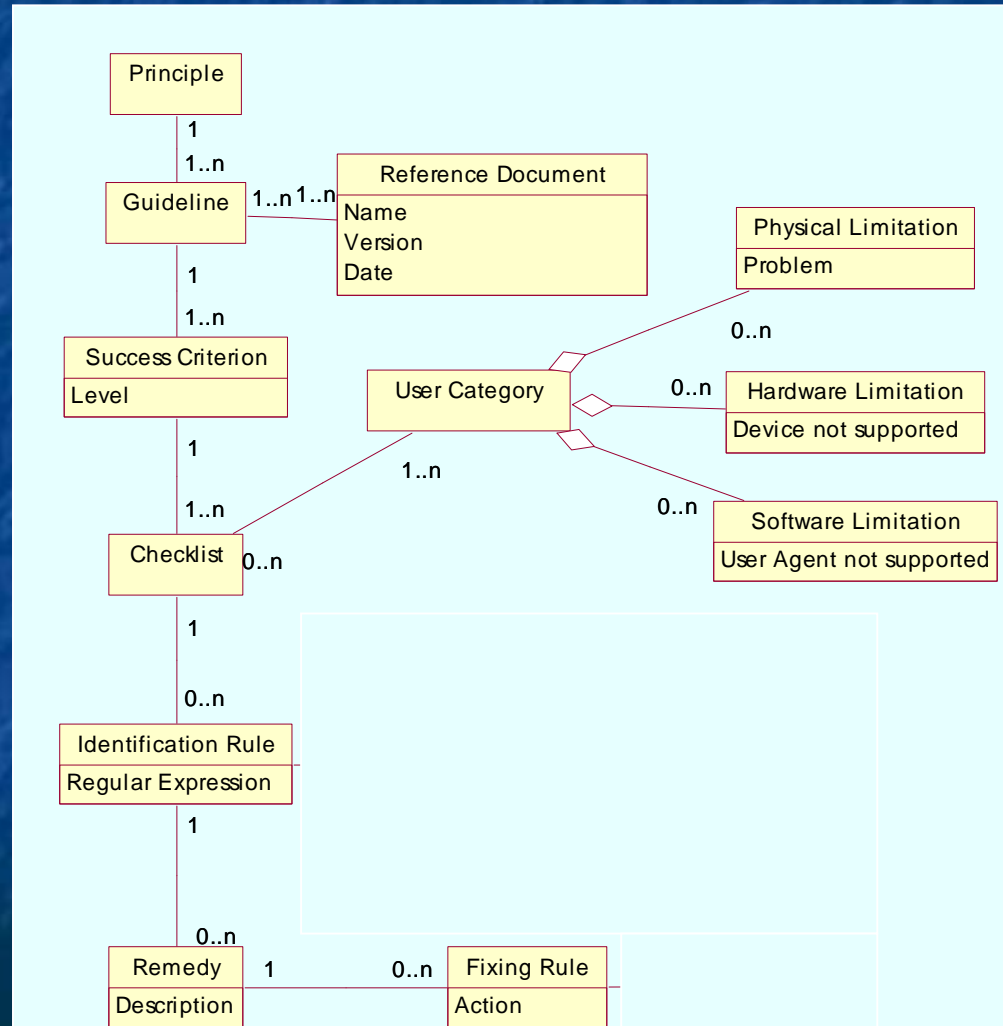 Principle
1
1..n
Guideline
1..n 1..n
Reference Document
Name
Version
Date
1
1..n
Success Criterion
Level
Physical Limitation
Problem
0..n
User Category
0..n
Hardware Limitation
Device not supported
0..n
Software Limitation
User Agent not supported
1
1..n
1..n
Checklist
0..n
1
0..n
Identification Rule
Regular Expression
1
0..n
Remedy
Description
1
0..n
Fixing Rule
Action